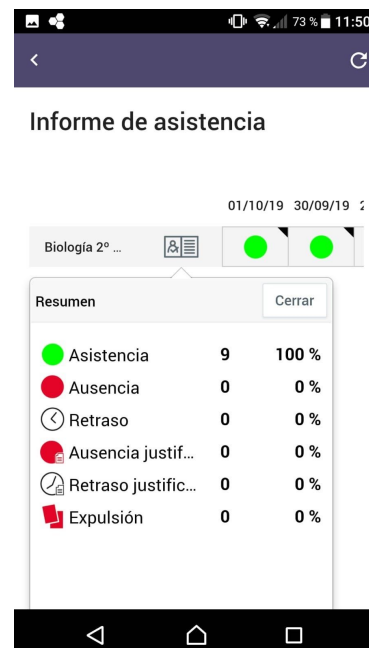 73 % 11:50
Informe de asistencia
01/10/19 30/09/19 2
Biología 2º ...
Resumen Cerrar
Asistencia 9 100 %
Ausencia 0 0 %
Retraso 0 0 %
Ausencia justif... 0 0 %
Retraso justific... 0 0 %
Expulsión 0 0 %